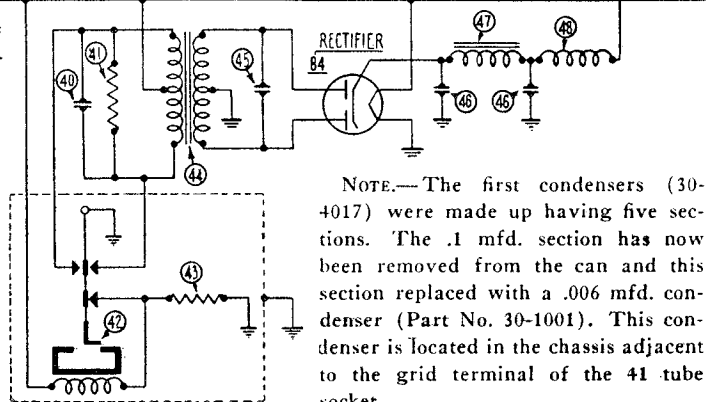 47
48
41
RECTIFIER
45
84
40
46
46
44
NOTE.—The first condensers (30-
4017) were made up having five sec-
tions. The .1 mfd. section has now
been removed from the can and this
section replaced with a .006 mfd. con-
denser (Part No. 30-1001). This con-
denser is located in the chassis adjacent
to the grid terminal of the 41 tube
socket.
43
42